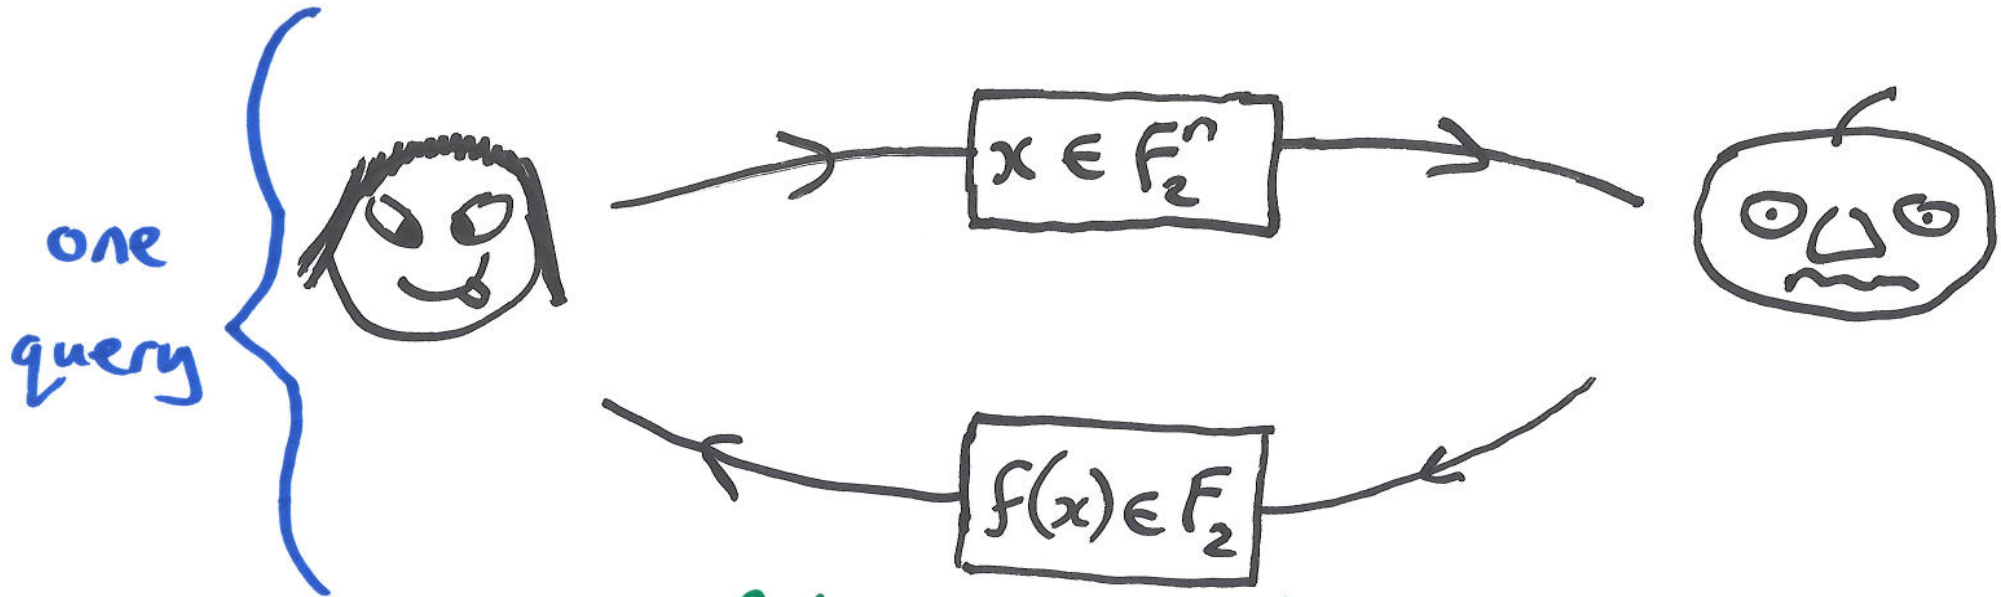 one
query
x ∈ F₂ⁿ
f(x) ∈ F₂